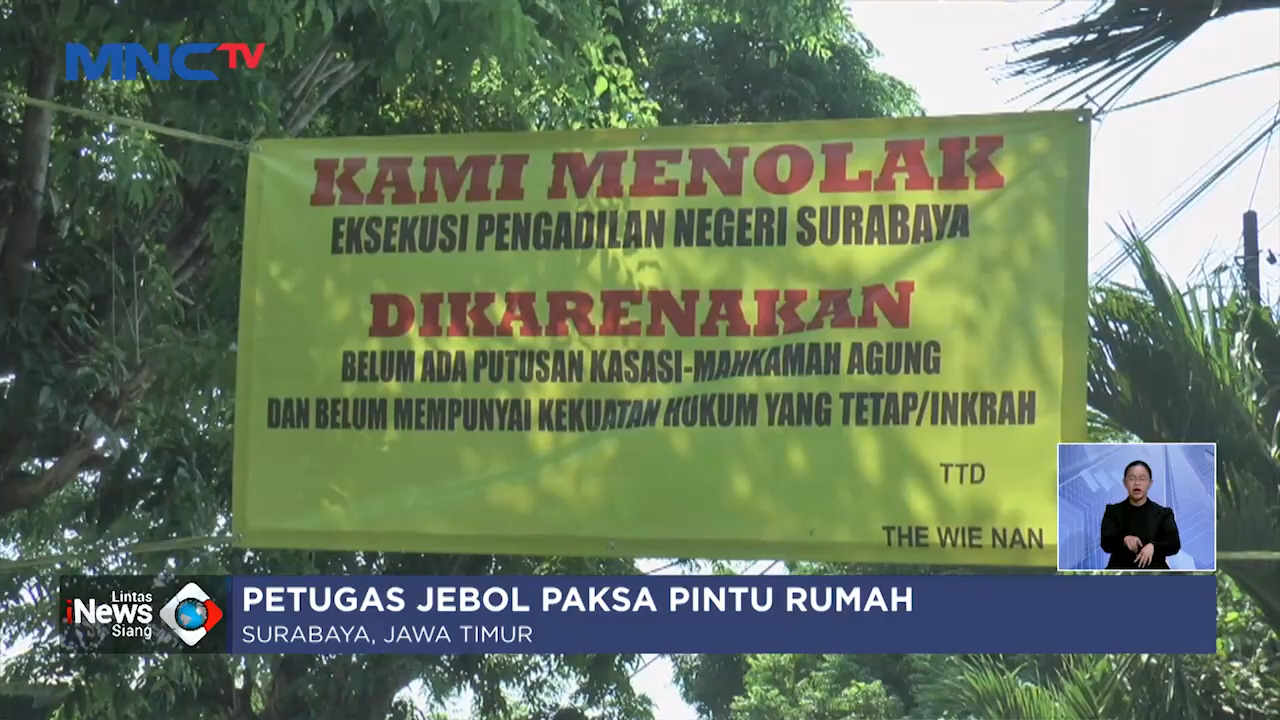 MNCTV
KAMI MENOLAK
EKSEKUSI PENGADILAN NEGERI SURABAYA
DIKARENAKAN
BELUM ADA PUTUSAN KASASI-MAHKAMAH AGUNG
DAN BELUM MEMPUNYAI KEKUATAN HUKUM YANG TETAP/INKRAH
TTD
THE WIE NAN
Lintas
iNews
Siang
PETUGAS JEBOL PAKSA PINTU RUMAH
SURABAYA, JAWA TIMUR